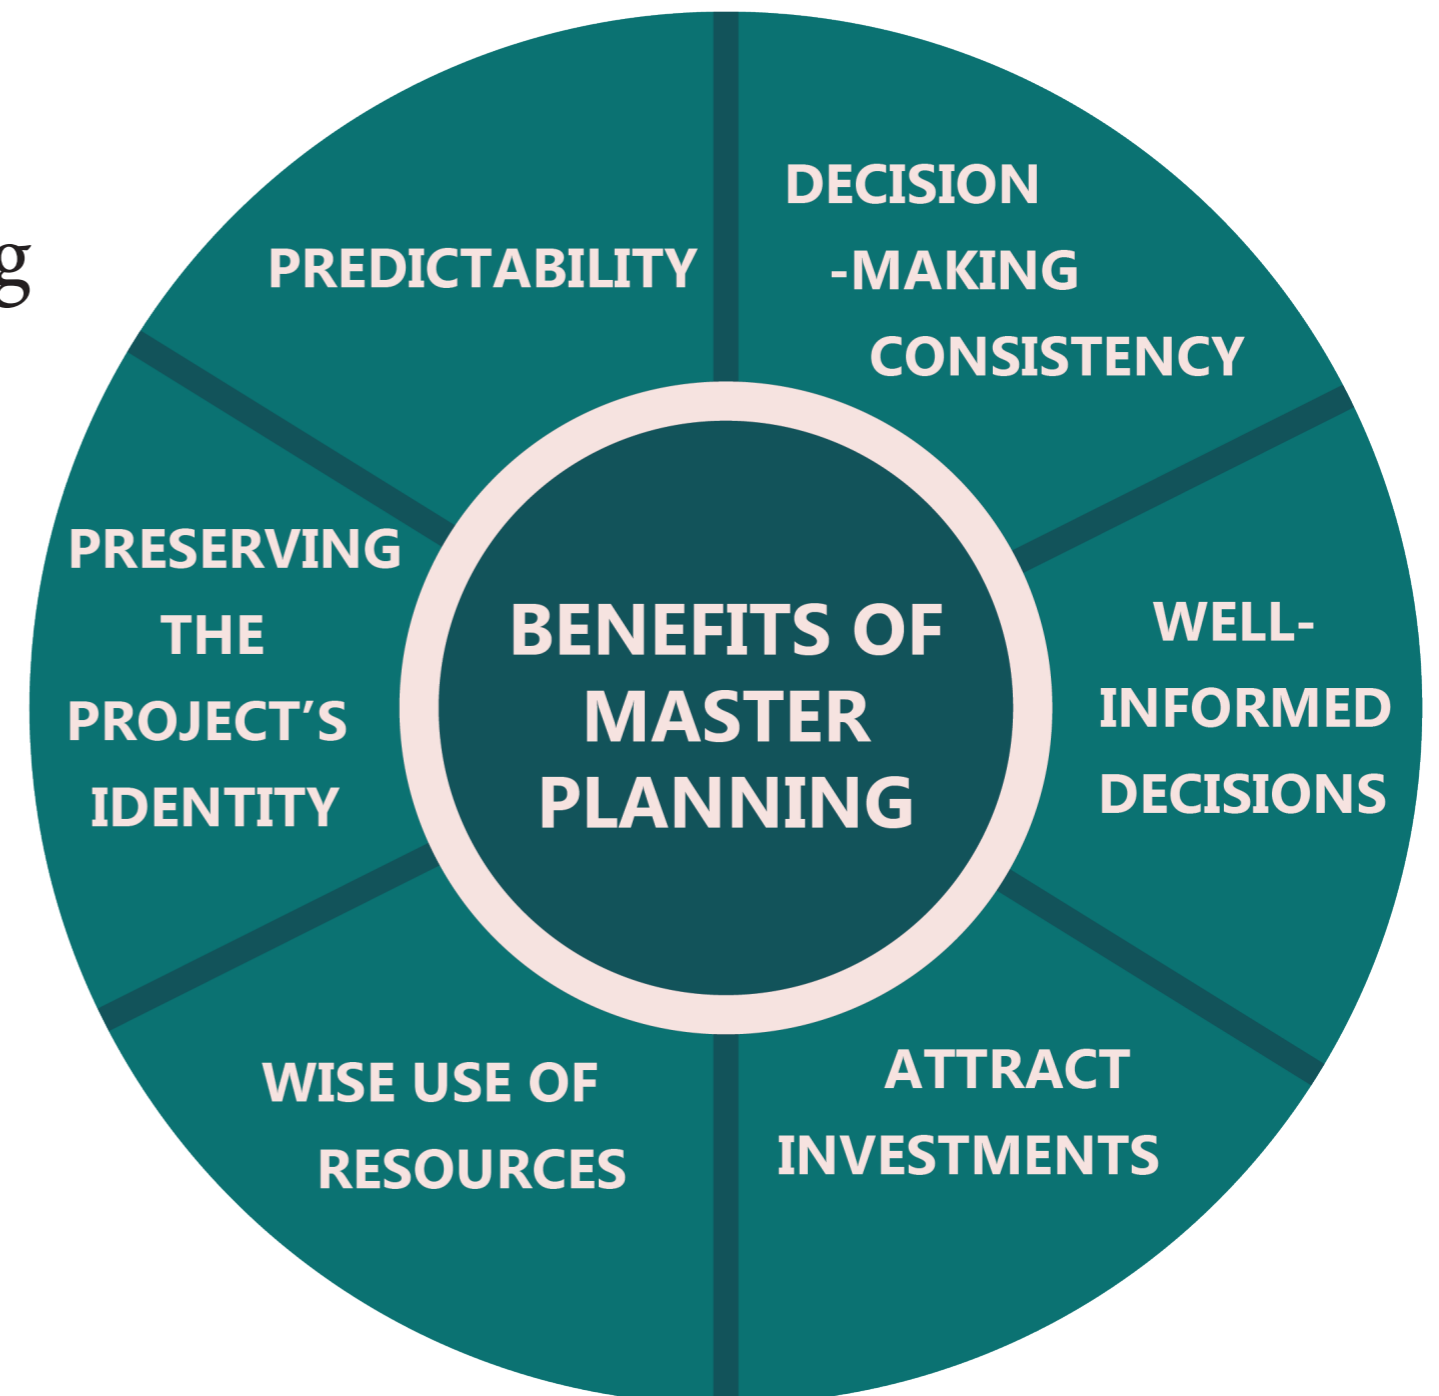 g
PREDICTABILITY
DECISION
-MAKING
CONSISTENCY
PRESERVING
THE
PROJECT’S
IDENTITY
BENEFITS OF
MASTER
PLANNING
WELL-
INFORMED
DECISIONS
WISE USE OF
RESOURCES
ATTRACT
INVESTMENTS